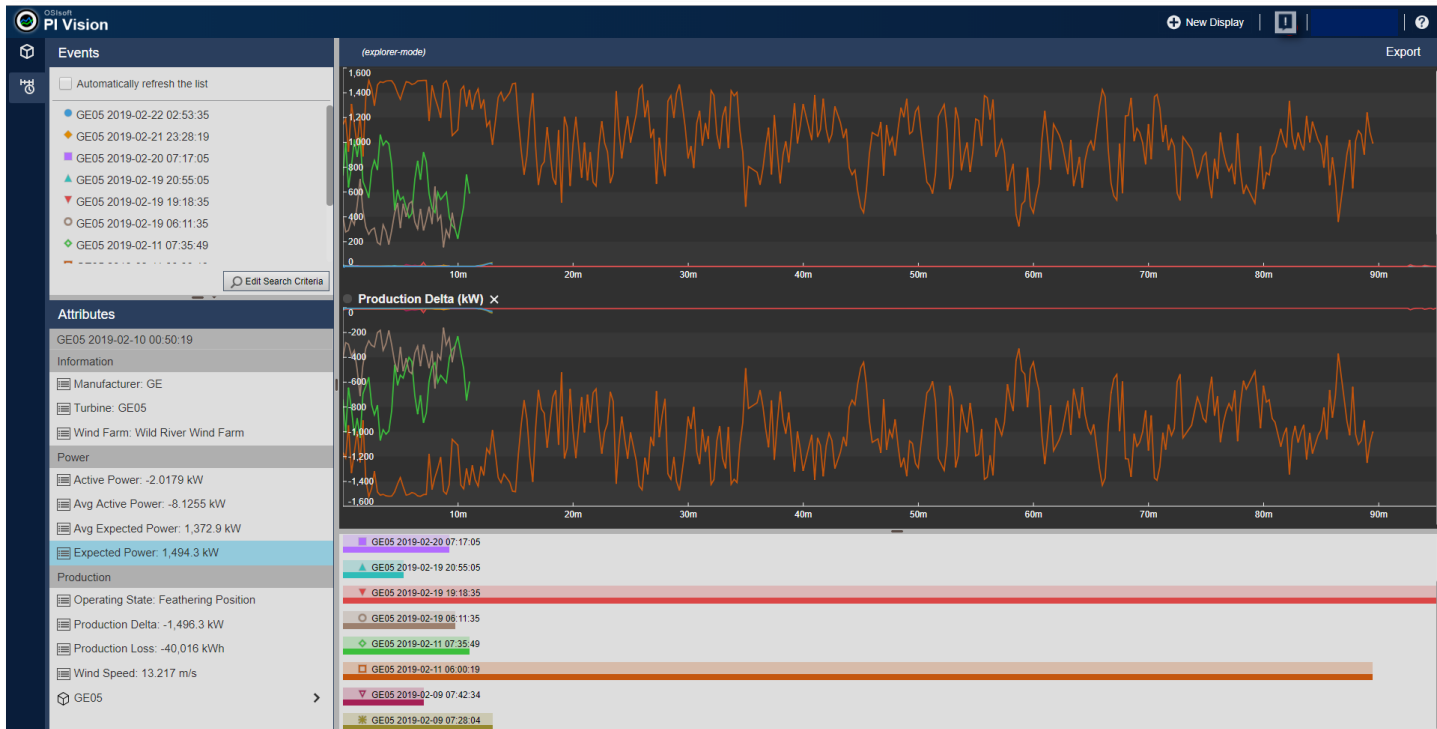 OSIsoft
PI Vision
New Display
?
Events
(explorer-mode)
Export
Automatically refresh the list
GE05 2019-02-22 02:53:35
GE05 2019-02-21 23:28:19
GE05 2019-02-20 07:17:05
GE05 2019-02-19 20:55:05
GE05 2019-02-19 19:18:35
GE05 2019-02-19 06:11:35
GE05 2019-02-11 07:35:49
Edit Search Criteria
1,600
1,400
1,200
1,000
800
600
400
200
0
10m 20m 30m 40m 50m 60m 70m 80m 90m
Production Delta (kW) ×
0
-200
-400
-600
-800
-1,000
-1,200
-1,400
-1,600
10m 20m 30m 40m 50m 60m 70m 80m 90m
Attributes
GE05 2019-02-10 00:50:19
Information
Manufacturer: GE
Turbine: GE05
Wind Farm: Wild River Wind Farm
Power
Active Power: -2.0179 kW
Avg Active Power: -8.1255 kW
Avg Expected Power: 1,372.9 kW
Expected Power: 1,494.3 kW
Production
Operating State: Feathering Position
Production Delta: -1,496.3 kW
Production Loss: -40,016 kWh
Wind Speed: 13.217 m/s
GE05
GE05 2019-02-20 07:17:05
GE05 2019-02-19 20:55:05
GE05 2019-02-19 19:18:35
GE05 2019-02-19 06:11:35
GE05 2019-02-11 07:35:49
GE05 2019-02-11 06:00:19
GE05 2019-02-09 07:42:34
GE05 2019-02-09 07:28:04